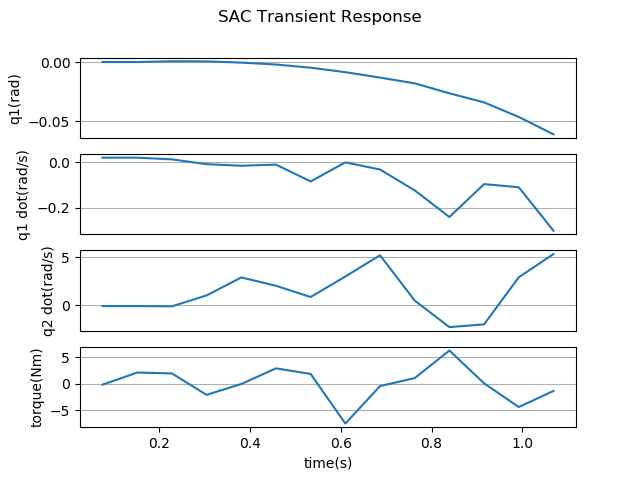 SAC Transient Response
0.00
−0.05
q1(rad)
0.0
−0.2
q1 dot(rad/s)
5
0
q2 dot(rad/s)
5
0
−5
torque(Nm)
0.2 0.4 0.6 0.8 1.0
time(s)